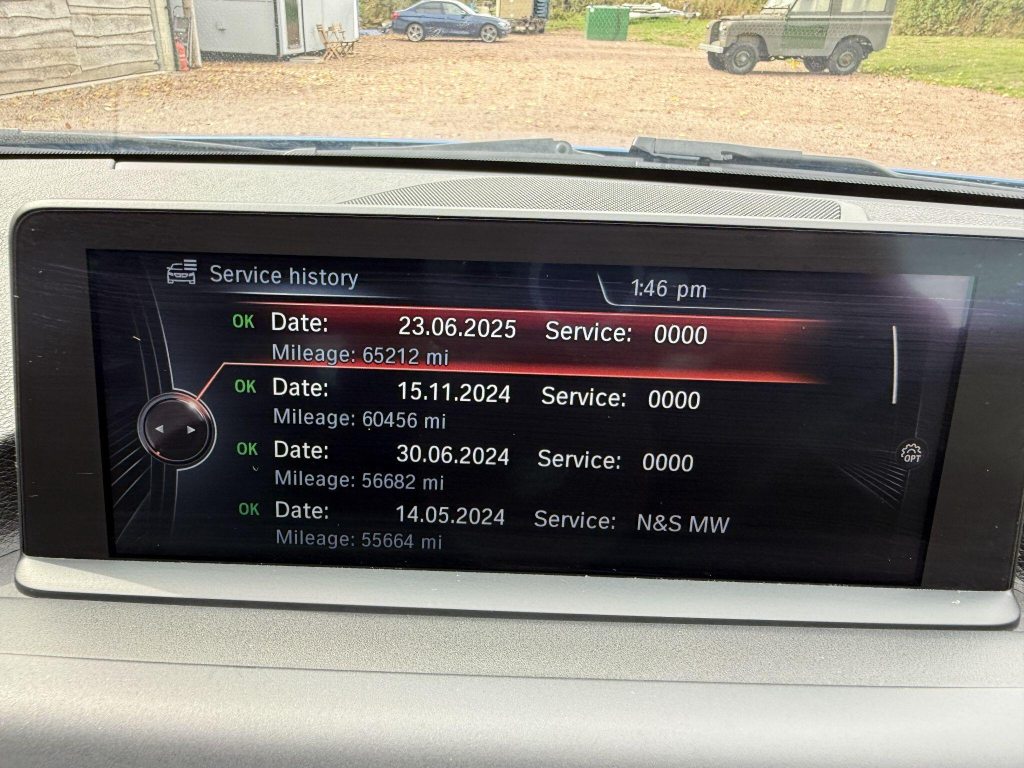 Service history
1:46 pm
OK Date: 23.06.2025 Service: 0000
Mileage: 65212 mi
OK Date: 15.11.2024 Service: 0000
Mileage: 60456 mi
OK Date: 30.06.2024 Service: 0000
Mileage: 56682 mi
OPT
OK Date: 14.05.2024 Service: N&S MW
Mileage: 55664 mi